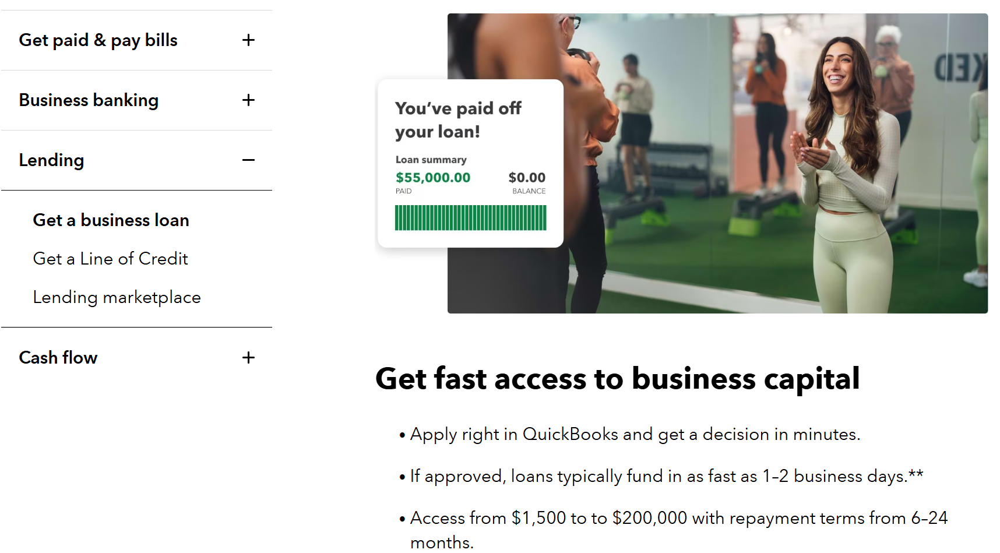 Get paid & pay bills
Business banking
Lending
Get a business loan
Get a Line of Credit
Lending marketplace
Cash flow
You've paid off
your loan!
Loan summary
$55,000.00 $0.00
PAID BALANCE
Get fast access to business capital
• Apply right in QuickBooks and get a decision in minutes.
• If approved, loans typically fund in as fast as 1–2 business days.**
• Access from $1,500 to to $200,000 with repayment terms from 6–24
months.